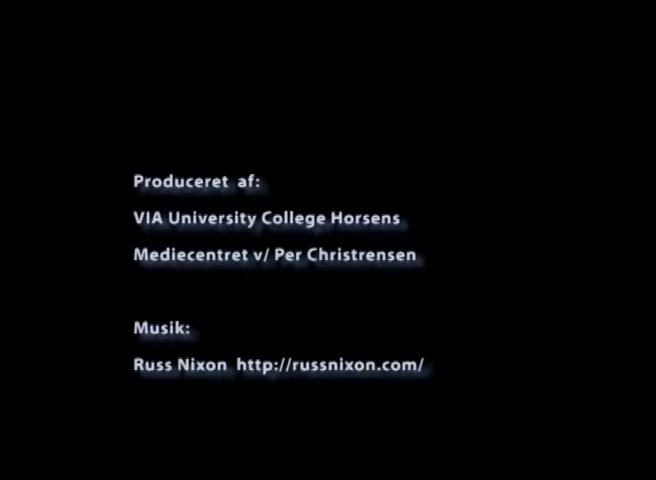 Produceret af:
VIA University College Horsens
Mediecentret v/ Per Christrensen
Musik:
Russ Nixon http://russnixon.com/